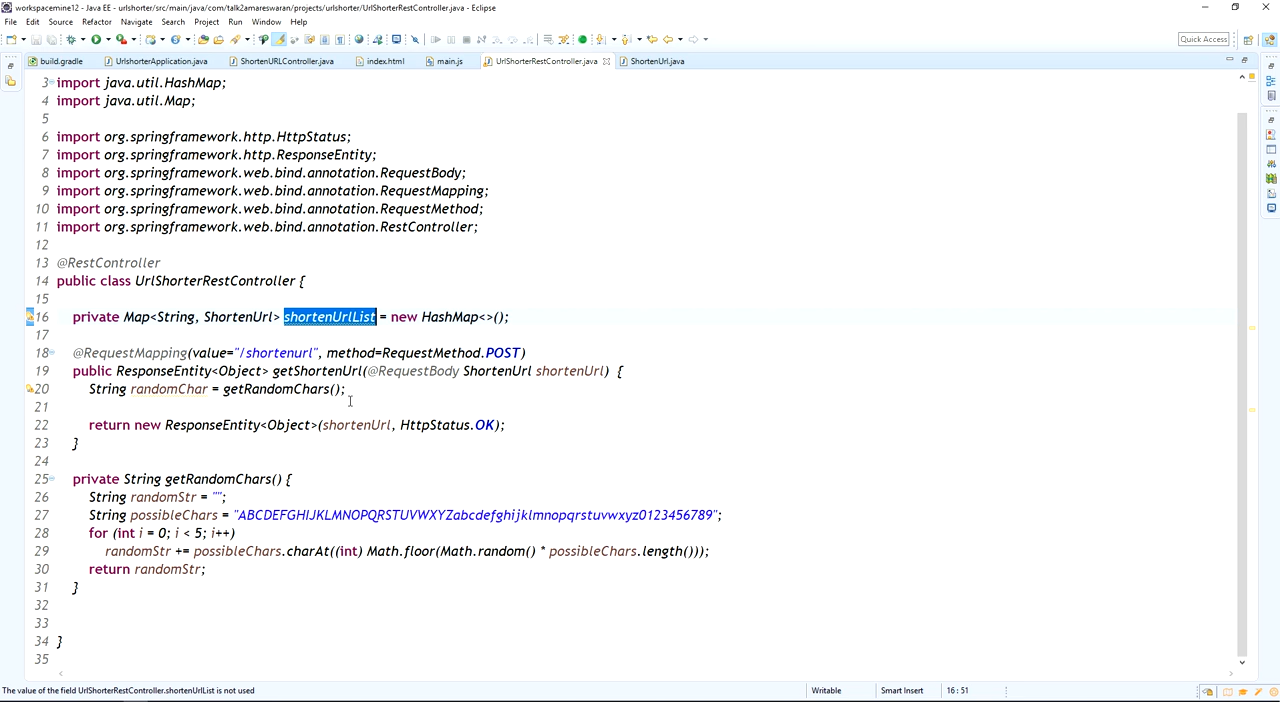 workspacemine12 - Java EE - urlshorter/src/main/java/com/talk2amareswaran/projects/urlshorter/UrlShorterRestController.java - Eclipse
File Edit Source Refactor Navigate Search Project Run Window Help
Quick Access
build.gradle UrlshorterApplication.java ShortenURLController.java index.html main.js UrlShorterRestController.java ShortenUrl.java
3 import java.util.HashMap;
4 import java.util.Map;
5
6 import org.springframework.http.HttpStatus;
7 import org.springframework.http.ResponseEntity;
8 import org.springframework.web.bind.annotation.RequestBody;
9 import org.springframework.web.bind.annotation.RequestMapping;
10 import org.springframework.web.bind.annotation.RequestMethod;
11 import org.springframework.web.bind.annotation.RestController;
12
13 @RestController
14 public class UrlShorterRestController {
15
16 private Map<String, ShortenUrl> shortenUrlList = new HashMap<>();
17
18 @RequestMapping(value="/shortenurl", method=RequestMethod.POST)
19 public ResponseEntity<Object> getShortenUrl(@RequestBody ShortenUrl shortenUrl) {
20 String randomChar = getRandomChars();
21
22 return new ResponseEntity<Object>(shortenUrl, HttpStatus.OK);
23 }
24
25 private String getRandomChars() {
26 String randomStr = "";
27 String possibleChars = "ABCDEFGHIJKLMNOPQRSTUVWXYZabcdefghijklmnopqrstuvwxyz0123456789";
28 for (int i = 0; i < 5; i++)
29 randomStr += possibleChars.charAt((int) Math.floor(Math.random() * possibleChars.length()));
30 return randomStr;
31 }
32
33
34 }
35
The value of the field UrlShorterRestController.shortenUrlList is not used Writable Smart Insert 16 : 51